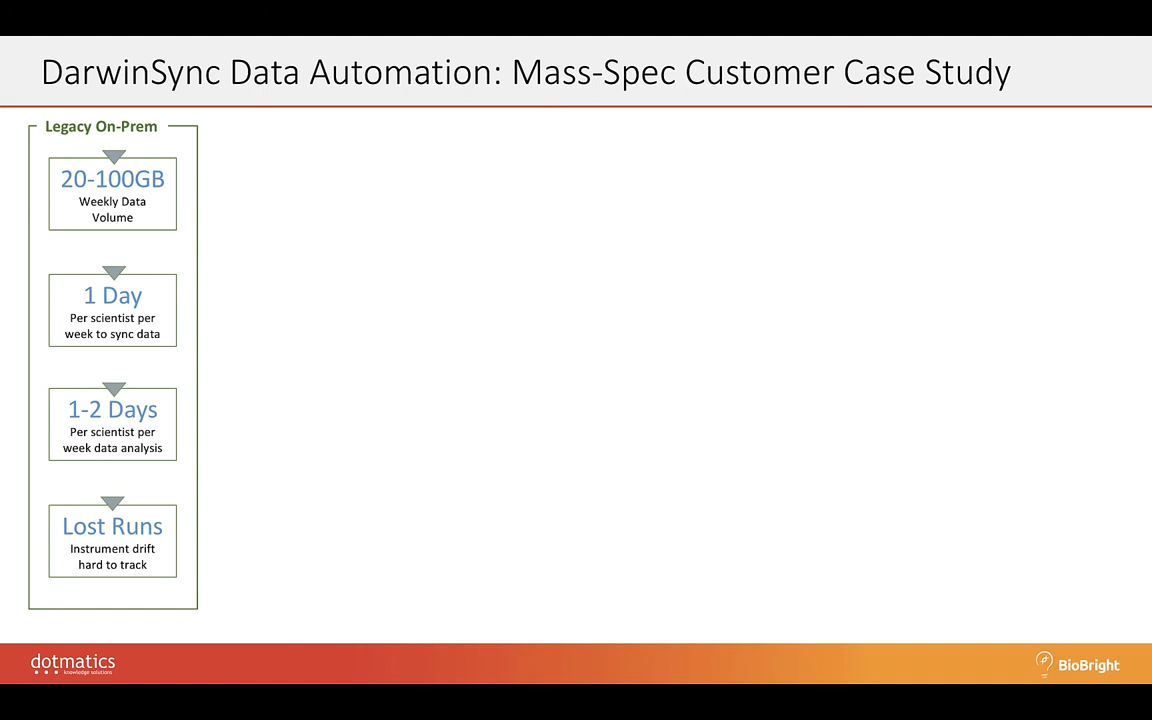 DarwinSync Data Automation: Mass-Spec Customer Case Study
Legacy On-Prem
20-100GB
Weekly Data
Volume
1 Day
Per scientist per
week to sync data
1-2 Days
Per scientist per
week data analysis
Lost Runs
Instrument drift
hard to track
dotmatics
knowledge solutions
BioBright